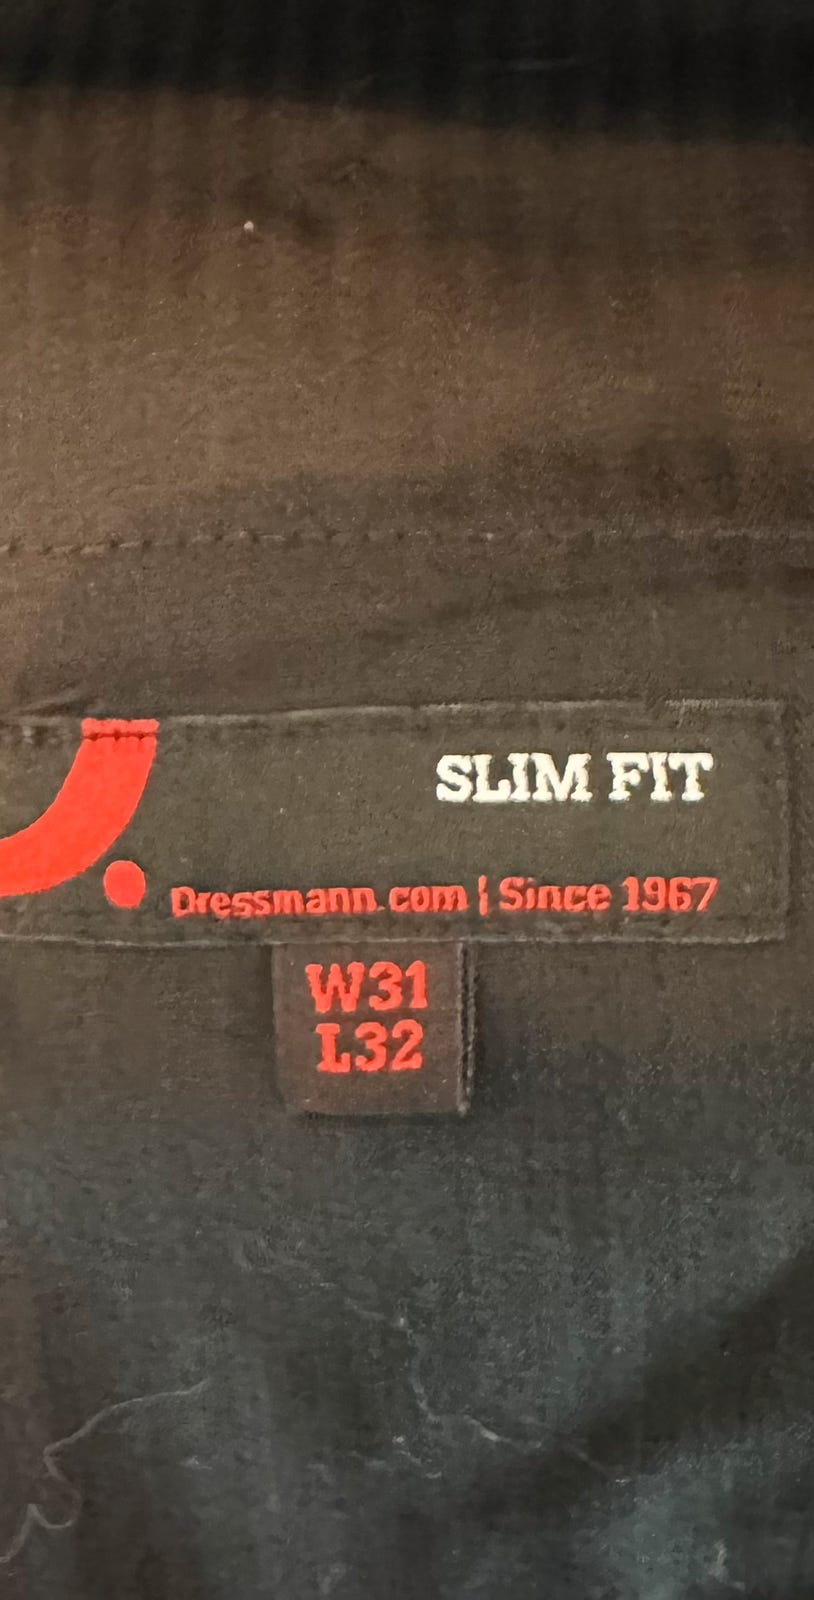 SLIM FIT
Dressmann.com | Since 1967
W31
L32